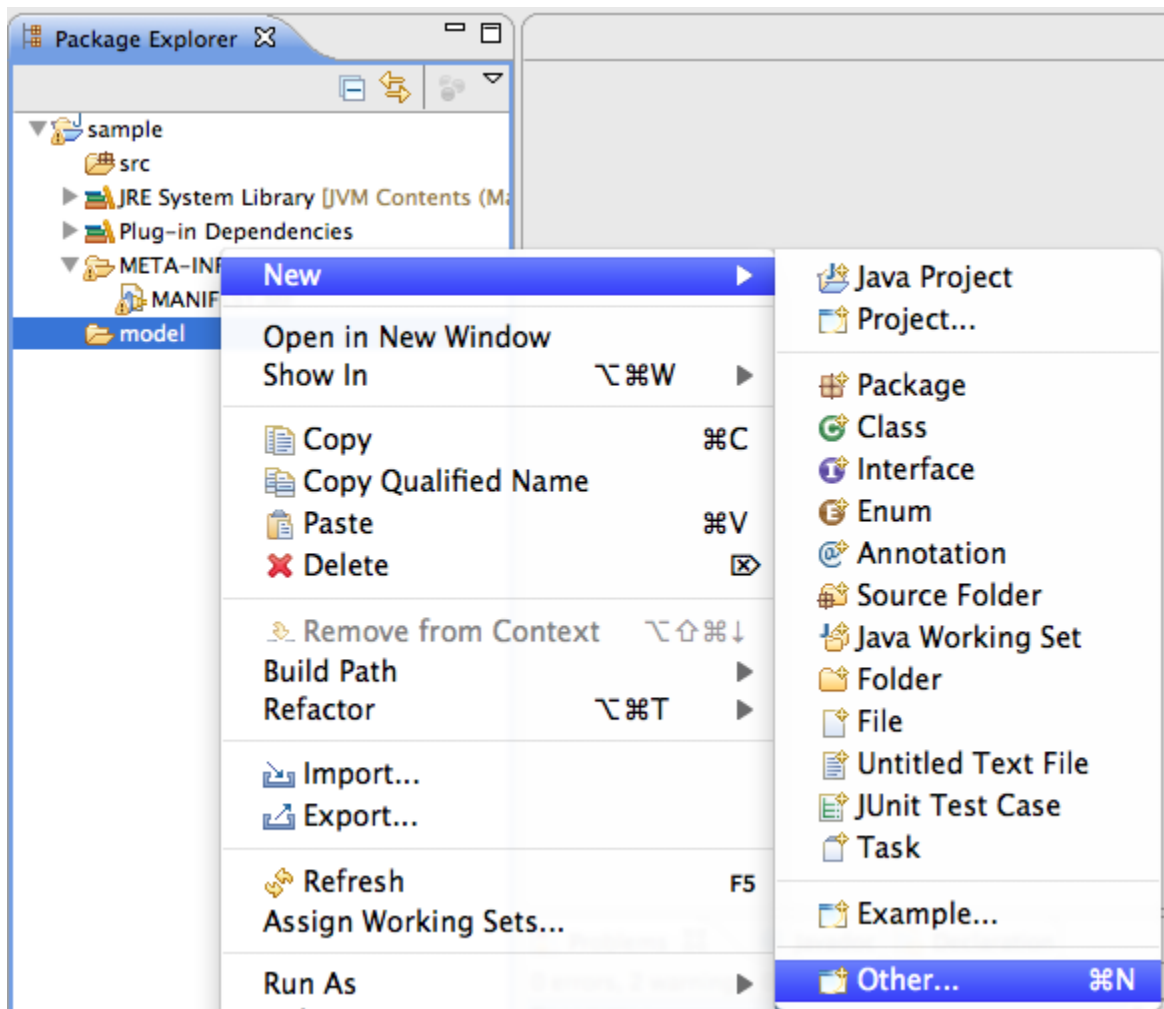 Package Explorer
sample
src
JRE System Library [JVM Contents (Ma
Plug-in Dependencies
META-INF
MANIF
model
New
Open in New Window
Show In ⌥⌘W
Copy ⌘C
Copy Qualified Name
Paste ⌘V
Delete ⌦
Remove from Context ⌥⇧⌘↓
Build Path
Refactor ⌥⌘T
Import...
Export...
Refresh F5
Assign Working Sets...
Run As
Java Project
Project...
Package
Class
Interface
Enum
Annotation
Source Folder
Java Working Set
Folder
File
Untitled Text File
JUnit Test Case
Task
Example...
Other... ⌘N